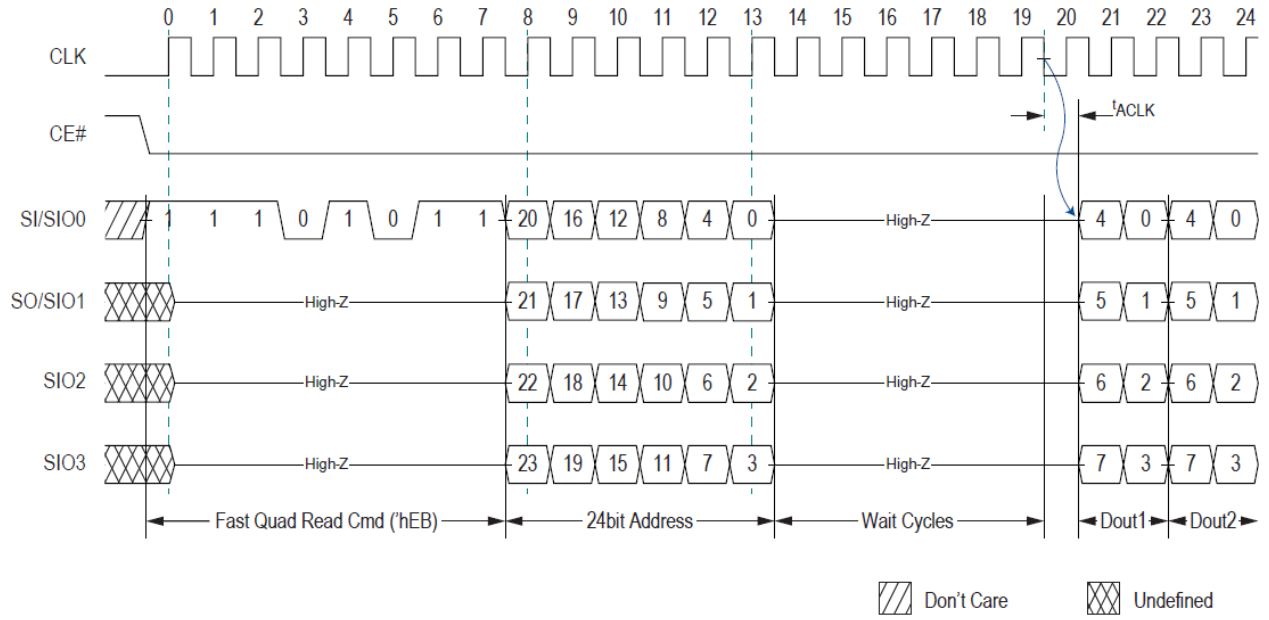 0 1 2 3 4 5 6 7 8 9 10 11 12 13 14 15 16 17 18 19 20 21 22 23 24
CLK
tACLK
CE#
SI/SIO0 1 1 1 0 1 0 1 1 20 16 12 8 4 0 High-Z 4 0 4 0
SO/SIO1 High-Z 21 17 13 9 5 1 High-Z 5 1 5 1
SIO2 High-Z 22 18 14 10 6 2 High-Z 6 2 6 2
SIO3 High-Z 23 19 15 11 7 3 High-Z 7 3 7 3
Fast Quad Read Cmd ('hEB) 24bit Address Wait Cycles Dout1 Dout2
Don't Care Undefined